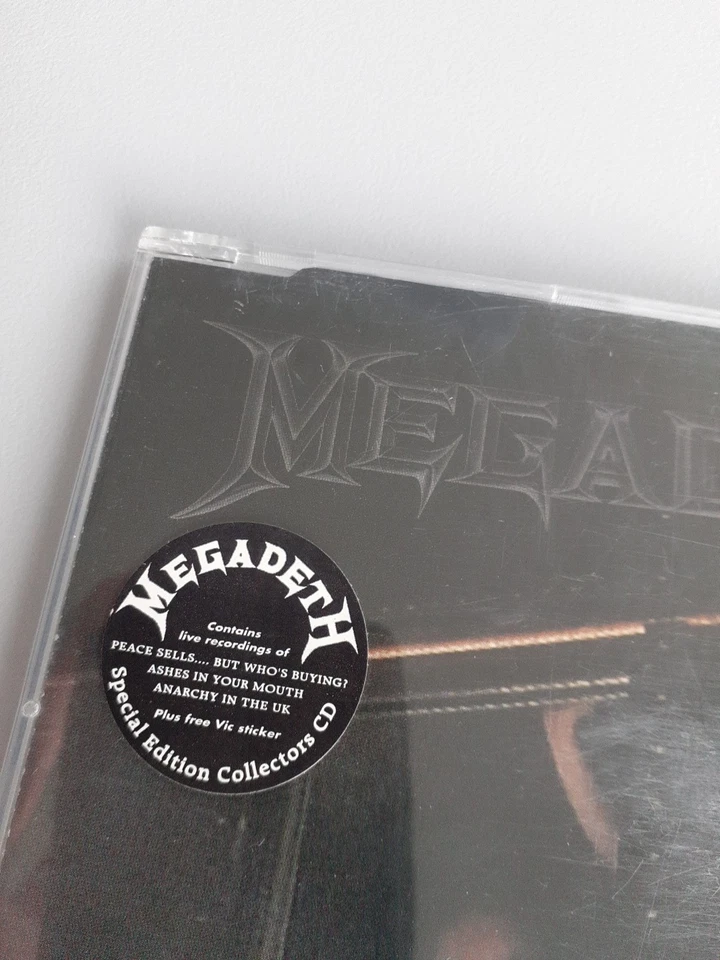 MEGAD
MEGADETH
Contains
live recordings of
PEACE SELLS.... BUT WHO'S BUYING?
ASHES IN YOUR MOUTH
ANARCHY IN THE UK
Plus free Vic sticker
Special Edition Collectors CD